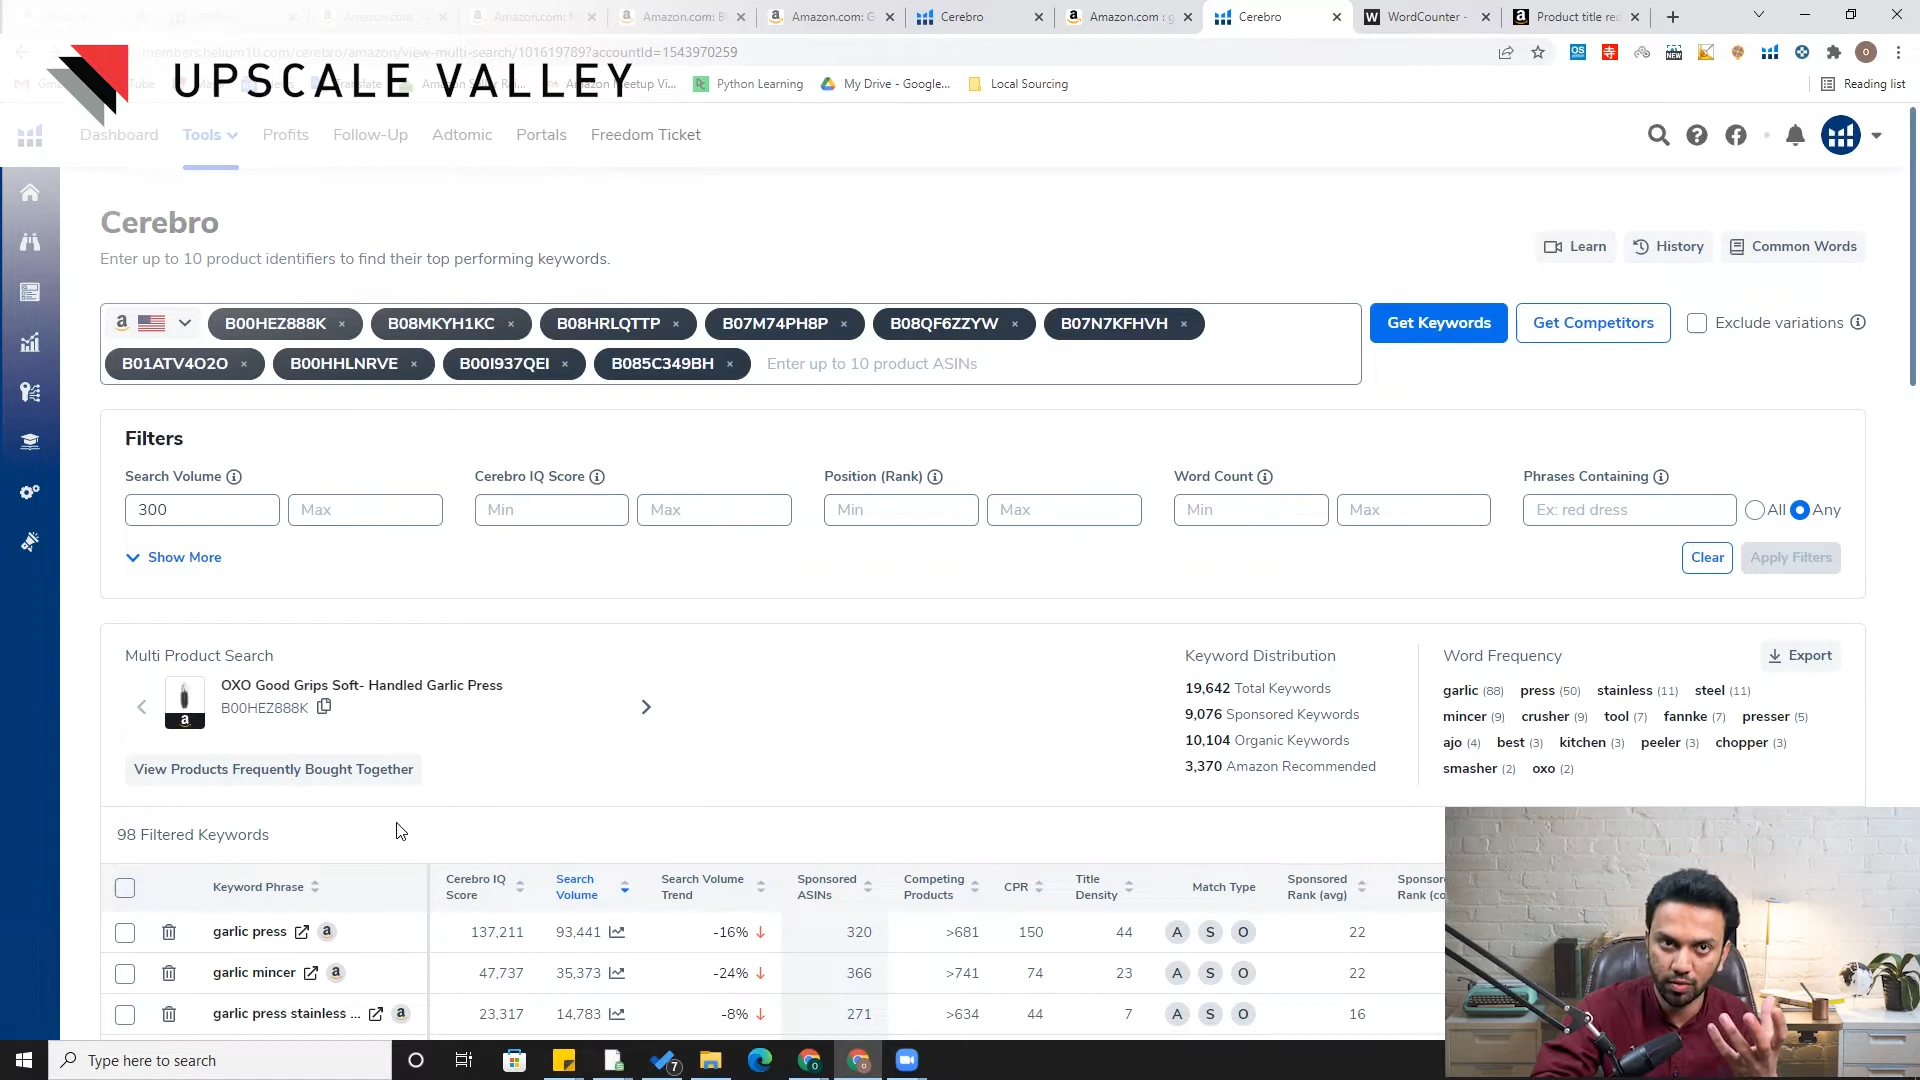 Amazon.com: B
Amazon.com: G
Cerebro
Amazon.com : g
Cerebro
WordCounter -
Product title rec
members.helium10.com/cerebro/amazon/view-multi-search/101619789?accountId=1543970259
UPSCALE VALLEY
Python Learning
My Drive - Google...
Local Sourcing
Reading list
Dashboard
Tools
Profits
Follow-Up
Adtomic
Portals
Freedom Ticket
Cerebro
Enter up to 10 product identifiers to find their top performing keywords.
Learn
History
Common Words
B00HEZ888K × B08MKYH1KC × B08HRLQTTP × B07M74PH8P × B08QF6ZZYW × B07N7KFHVH ×
B01ATV4O2O × B00HHLNRVE × B00I937QEI × B085C349BH × Enter up to 10 product ASINs
Get Keywords
Get Competitors
Exclude variations
Filters
Search Volume
Cerebro IQ Score
Position (Rank)
Word Count
Phrases Containing
300 Max Min Max Min Max Min Max Ex: red dress All Any
Show More
Clear
Apply Filters
Multi Product Search
OXO Good Grips Soft- Handled Garlic Press
B00HEZ888K
View Products Frequently Bought Together
Keyword Distribution
19,642 Total Keywords
9,076 Sponsored Keywords
10,104 Organic Keywords
3,370 Amazon Recommended
Word Frequency
Export
garlic (88) press (50) stainless (11) steel (11)
mincer (9) crusher (9) tool (7) fannke (7) presser (5)
ajo (4) best (3) kitchen (3) peeler (3) chopper (3)
smasher (2) oxo (2)
98 Filtered Keywords
Keyword Phrase
Cerebro IQ
Score
Search
Volume
Search Volume
Trend
Sponsored
ASINs
Competing
Products
CPR
Title
Density
Match Type
Sponsored
Rank (avg)
Sponsor
Rank (co
garlic press 137,211 93,441 -16% 320 >681 150 44 A S O 22
garlic mincer 47,737 35,373 -24% 366 >741 74 23 A S O 22
garlic press stainless ... 23,317 14,783 -8% 271 >634 44 7 A S O 16
Type here to search
7